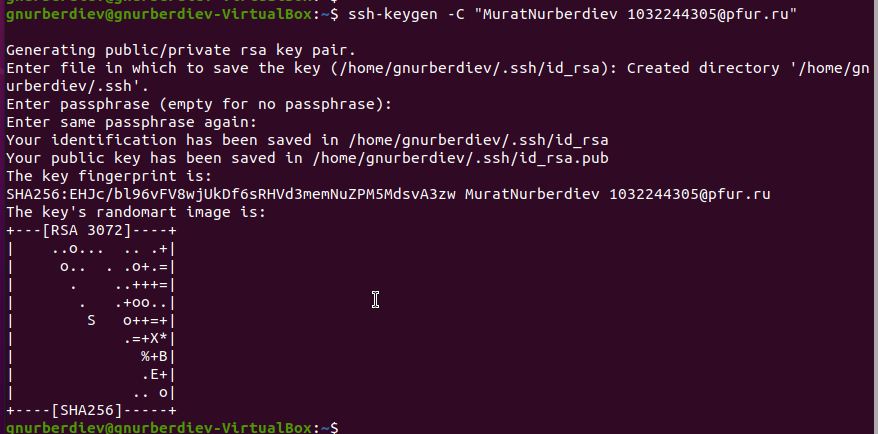 gnurberdiev@gnurberdiev-VirtualBox:~$ ssh-keygen -C "MuratNurberdiev 1032244305@pfur.ru"
Generating public/private rsa key pair.
Enter file in which to save the key (/home/gnurberdiev/.ssh/id_rsa): Created directory '/home/gn
urberdiev/.ssh'.
Enter passphrase (empty for no passphrase):
Enter same passphrase again:
Your identification has been saved in /home/gnurberdiev/.ssh/id_rsa
Your public key has been saved in /home/gnurberdiev/.ssh/id_rsa.pub
The key fingerprint is:
SHA256:EHJc/bl96vFV8wjUkDf6sRHVd3memNuZPM5MdsvA3zw MuratNurberdiev 1032244305@pfur.ru
The key's randomart image is:
+---[RSA 3072]----+
|    ..o...  .. .+|
|     o..  . .o+.=|
|      .    ..+++=|
|       .   .+oo..|
|        S   o++=+|
|            .=+X*|
|              %+B|
|              .E+|
|             .. o|
+----[SHA256]-----+
gnurberdiev@gnurberdiev-VirtualBox:~$